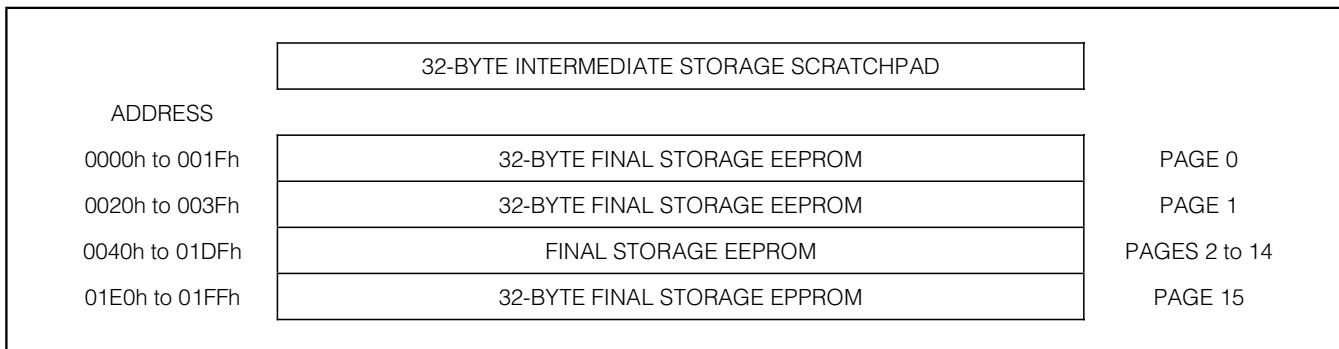 32-BYTE INTERMEDIATE STORAGE SCRATCHPAD
ADDRESS
0000h to 001Fh 32-BYTE FINAL STORAGE EEPROM PAGE 0
0020h to 003Fh 32-BYTE FINAL STORAGE EEPROM PAGE 1
0040h to 01DFh FINAL STORAGE EEPROM PAGES 2 to 14
01E0h to 01FFh 32-BYTE FINAL STORAGE EPPROM PAGE 15